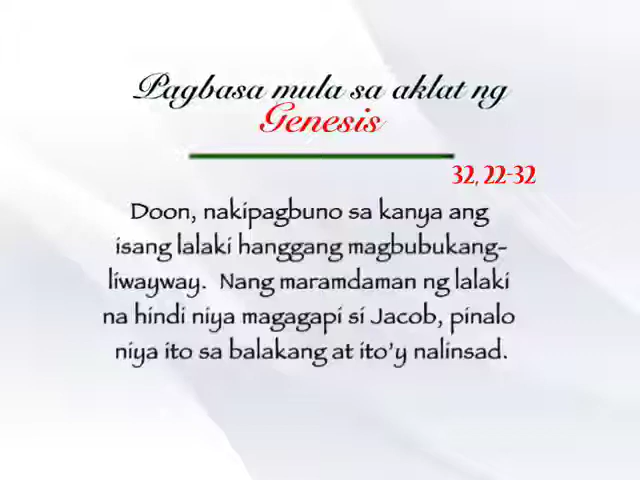 Pagbasa mula sa aklat ng
Genesis
32, 22-32
Doon, nakipagbuno sa kanya ang
isang lalaki hanggang magbubukang-
liwayway. Nang maramdaman ng lalaki
na hindi niya magagapi si Jacob, pinalo
niya ito sa balakang at ito'y nalinsad.